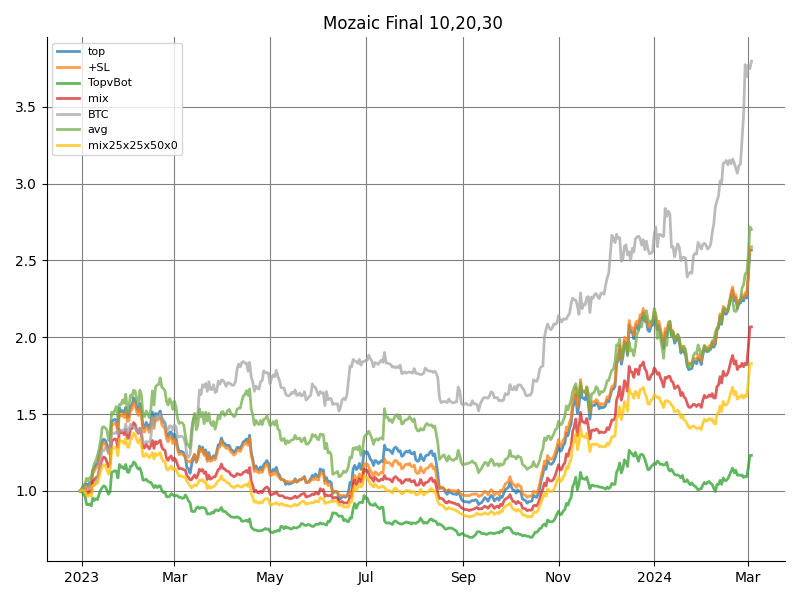 Mozaic Final 10,20,30
top
+SL
TopvBot
mix
BTC
avg
mix25x25x50x0
3.5
3.0
2.5
2.0
1.5
1.0
2023 Mar May Jul Sep Nov 2024 Mar